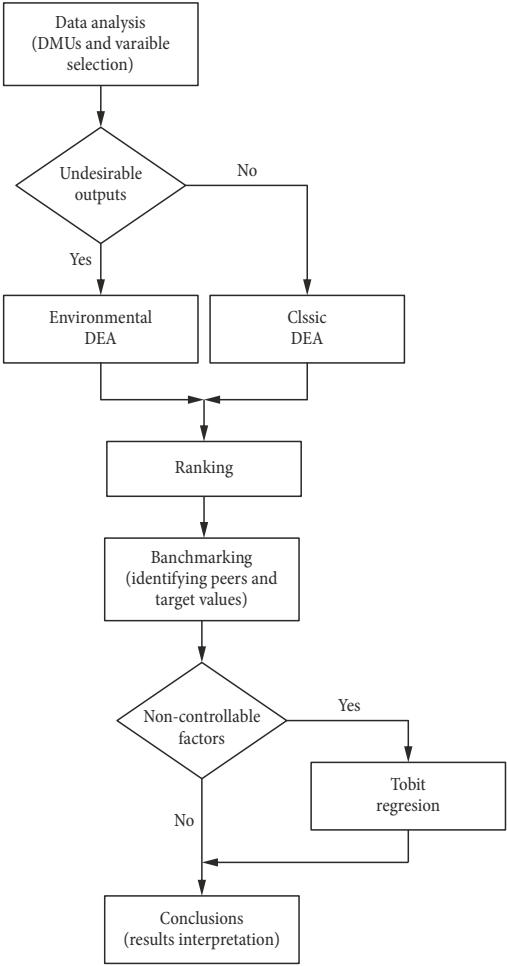 Data analysis
(DMUs and varaible
selection)
Undesirable
outputs
No
Yes
Environmental
DEA
Clssic
DEA
Ranking
Banchmarking
(identifying peers and
target values)
Non-controllable
factors
Yes
Tobit
regresion
No
Conclusions
(results interpretation)